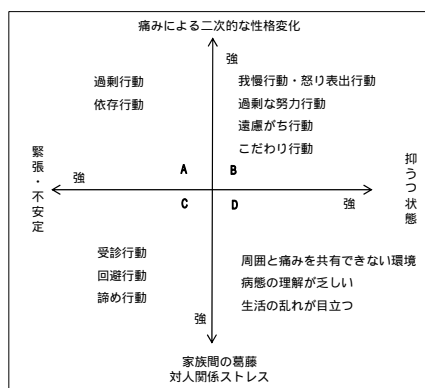 痛みによる二次的な性格変化
強
過剰行動
依存行動
我慢行動・怒り表出行動
過剰な努力行動
遠慮がち行動
こだわり行動
緊張・不安定
強
A
B
C
D
強
抑うつ状態
受診行動
回避行動
諦め行動
周囲と痛みを共有できない環境
病態の理解が乏しい
生活の乱れが目立つ
強
家族間の葛藤
対人関係ストレス